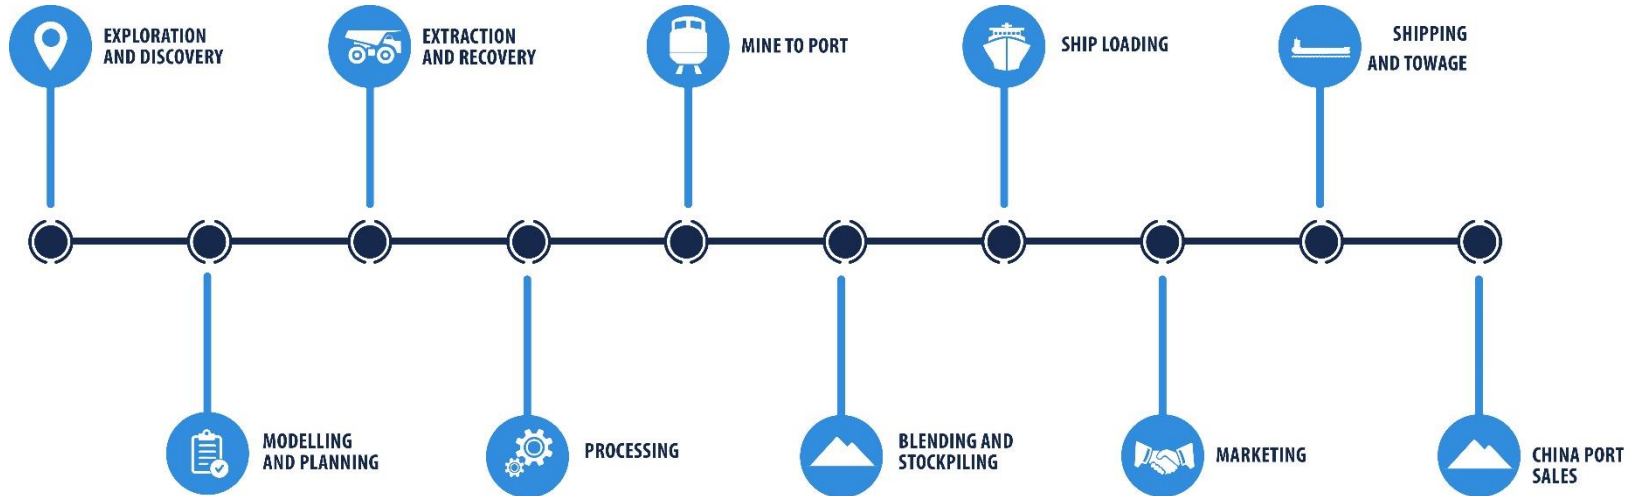 EXPLORATION
AND DISCOVERY
EXTRACTION
AND RECOVERY
MINE TO PORT
SHIP LOADING
SHIPPING
AND TOWAGE
MODELLING
AND PLANNING
PROCESSING
BLENDING AND
STOCKPILING
MARKETING
CHINA PORT
SALES